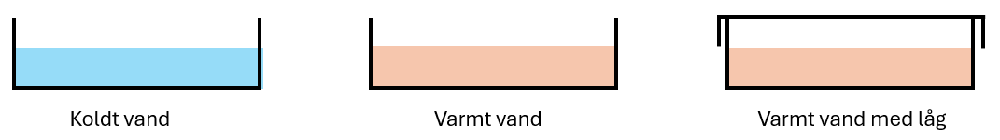 Koldt vand
Varmt vand
Varmt vand med låg